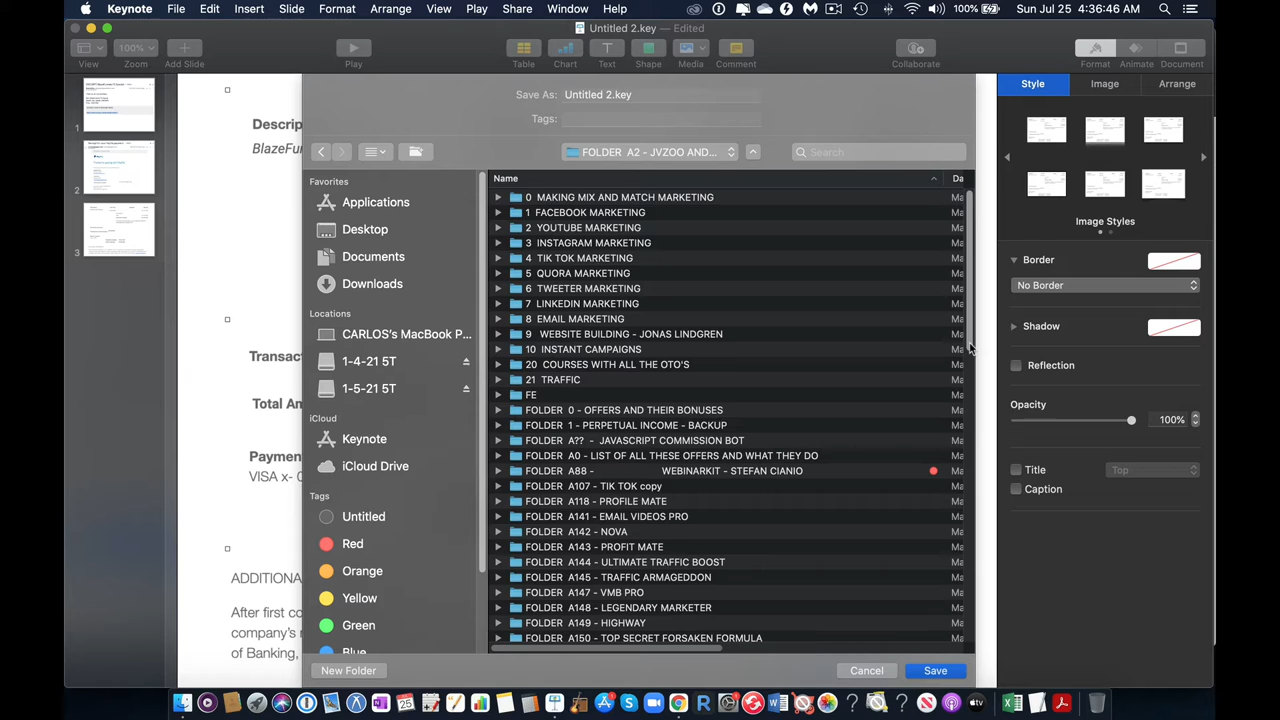 Keynote File Edit Insert Slide Format Arrange View Play Share Window Help 100% Sun Jul 25 4:36:46 AM
Untitled 2.key — Edited
100%
View Zoom Add Slide Play Table Chart Text Shape Media Comment Collaborate Format Animate Document
Untitled 2.key
Tags:
FOLDER A2 - WZOO AND
Style Image Arrange
1
2
3
Descrip
BlazeFun
Transac
Total Am
Paymen
VISA x- 0
ADDITIONA
After first co
company's r
of Banking,
Favorites
Applications
Desktop
Documents
Downloads
Locations
CARLOS's MacBook P...
1-4-21 5T
1-5-21 5T
iCloud
Keynote
iCloud Drive
Tags
Untitled
Red
Orange
Yellow
Green
Blue
Name
MIX AND MATCH MARKETING
1 FACEBOOK MARKETING
MARKETING
4 TIK TOK MARKETING
5 QUORA MARKETING
6 TWEETER MARKETING
7 LINKEDIN MARKETING
8 EMAIL MARKETING
9 WEBSITE BUILDING - JONAS LINDGREN
10 INSTANT CAMPAIGNS
20 COURSES WITH ALL THE OTO'S
21 TRAFFIC
FE
FOLDER 0 - OFFERS AND THEIR BONUSES
FOLDER 1 - PERPETUAL INCOME - BACKUP
FOLDER A?? - JAVASCRIPT COMMISSION BOT
FOLDER A0 - LIST OF ALL THESE OFFERS AND WHAT THEY DO
FOLDER A88 - WEBINARKIT - STEFAN CIANIO
FOLDER A107 - TIK TOK copy
FOLDER A118 - PROFILE MATE
FOLDER A141 - EMAIL VIDEOS PRO
FOLDER A142 - NOVA
FOLDER A143 - PROFIT MATE
FOLDER A144 - ULTIMATE TRAFFIC BOOST
FOLDER A145 - TRAFFIC ARMAGEDDON
FOLDER A147 - VMB PRO
FOLDER A148 - LEGENDARY MARKETER
FOLDER A149 - HIGHWAY
FOLDER A150 - TOP SECRET FORSAKEN FORMULA
New Folder Cancel Save
Image Styles
Border
No Border
Shadow
Reflection
Opacity
100%
Title Top
Caption